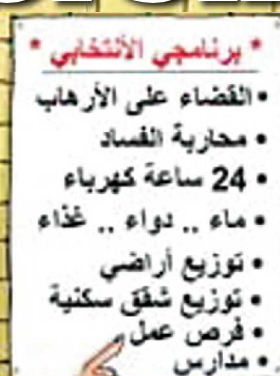 * برنامجي الأنتخابي *
• القضاء على الأرهاب
• محاربة الفساد
• 24 ساعة كهرباء
• ماء .. دواء .. غذاء
• توزيع أراضي
• توزيع شقق سكنية
• فرص عمل
• مدارس